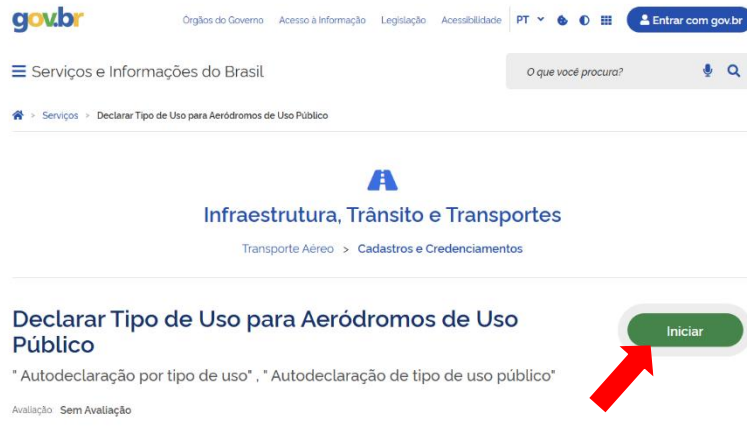 gov.br
Órgãos do Governo Acesso à Informação Legislação Acessibilidade PT Entrar com gov.br
Serviços e Informações do Brasil
O que você procura?
Serviços > Declarar Tipo de Uso para Aeródromos de Uso Público
Infraestrutura, Trânsito e Transportes
Transporte Aéreo > Cadastros e Credenciamentos
Declarar Tipo de Uso para Aeródromos de Uso
Público
Iniciar
" Autodeclaração por tipo de uso" , " Autodeclaração de tipo de uso público"
Avaliação Sem Avaliação